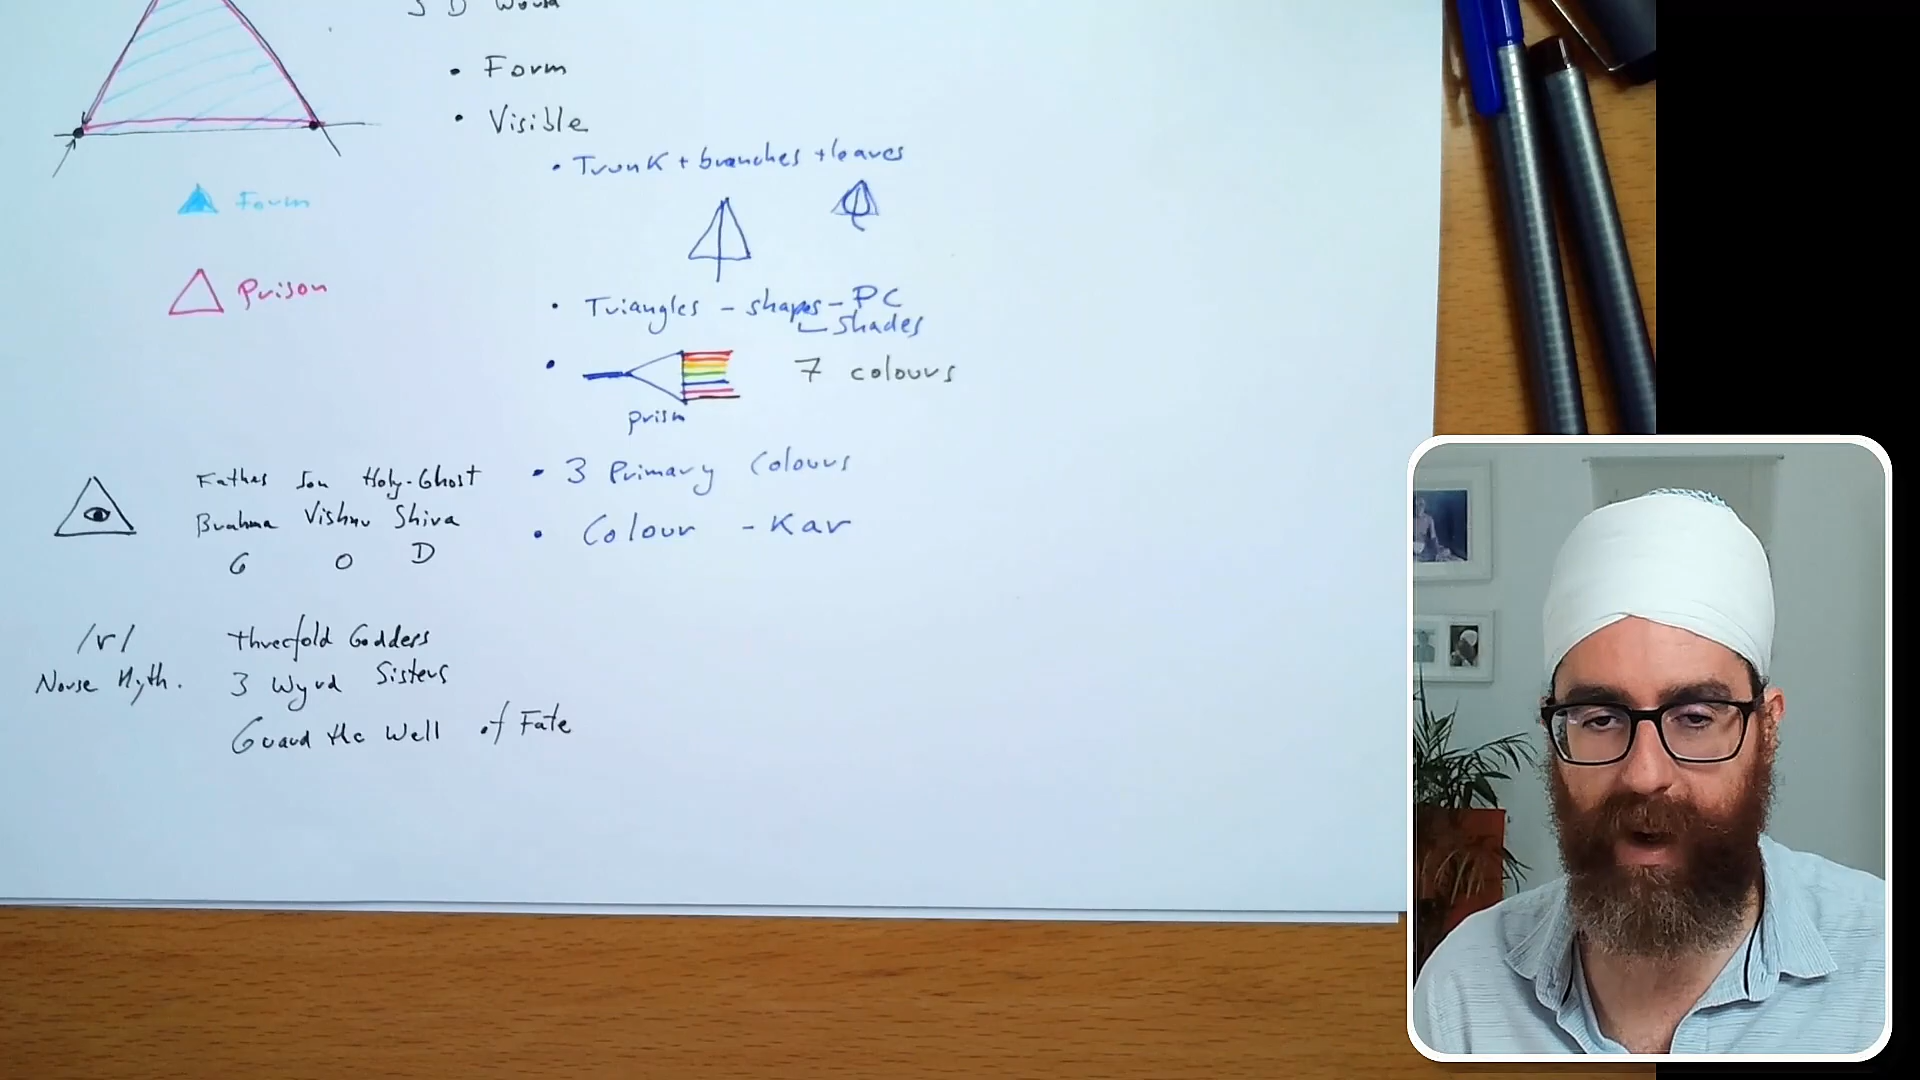 3 D World
• Form
• Visible
• Trunk + branches + leaves
Form
Prison
• Triangles - shapes - PC
shades
• 7 colours
prism
• 3 Primary Colours
• Colour - Kar
Father Son Holy-Ghost
Brahma Vishnu Shiva
G O D
/r/ threefold Goddess
Norse Myth. 3 Wyrd Sisters
Guard the Well of Fate